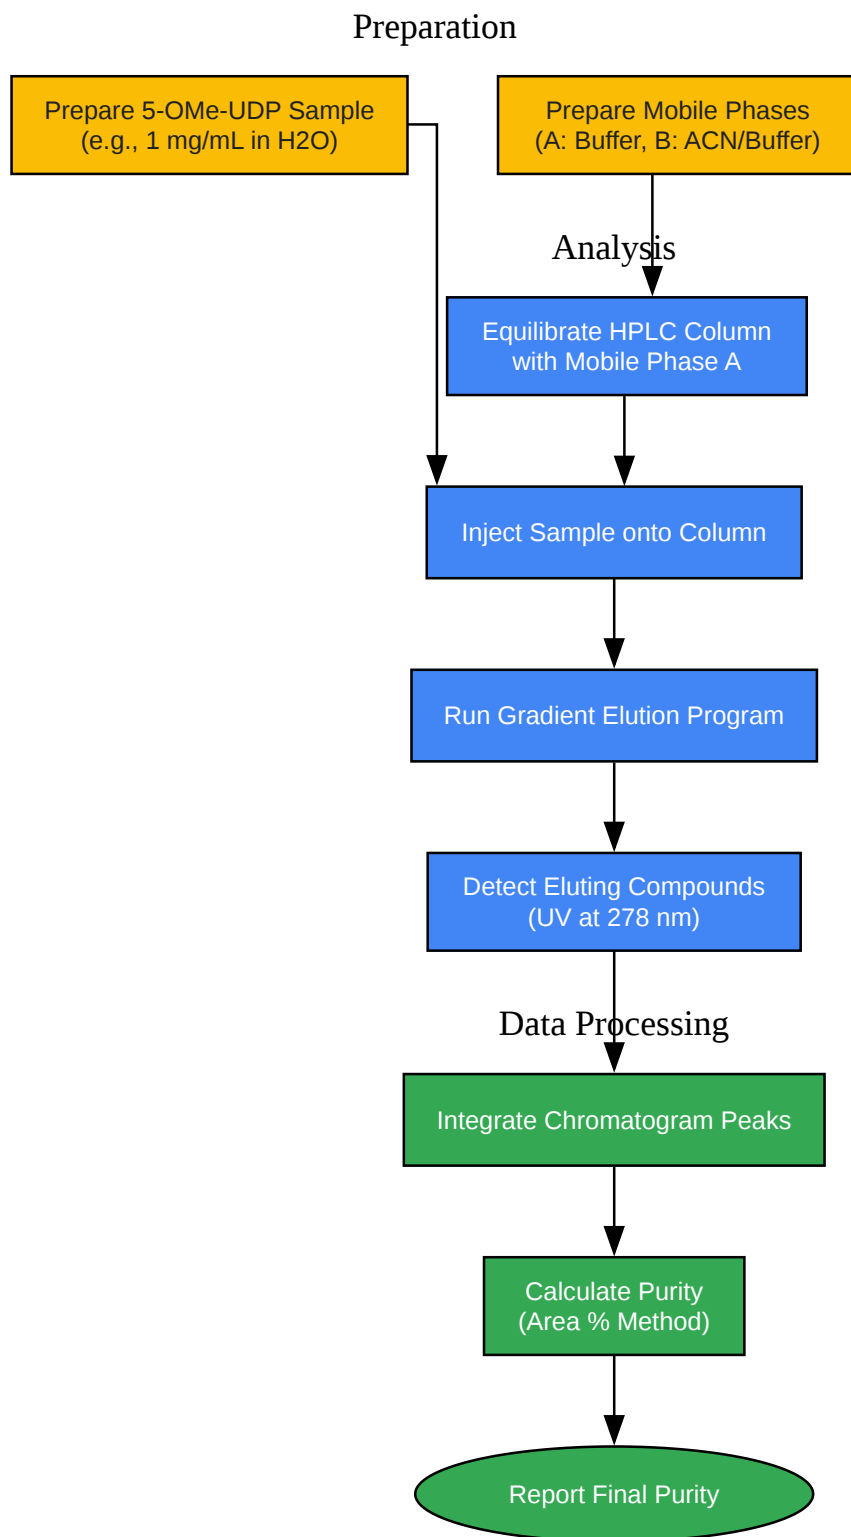 Preparation
Prepare 5-OMe-UDP Sample
(e.g., 1 mg/mL in H2O)
Prepare Mobile Phases
(A: Buffer, B: ACN/Buffer)
Analysis
Equilibrate HPLC Column
with Mobile Phase A
Inject Sample onto Column
Run Gradient Elution Program
Detect Eluting Compounds
(UV at 278 nm)
Data Processing
Integrate Chromatogram Peaks
Calculate Purity
(Area % Method)
Report Final Purity